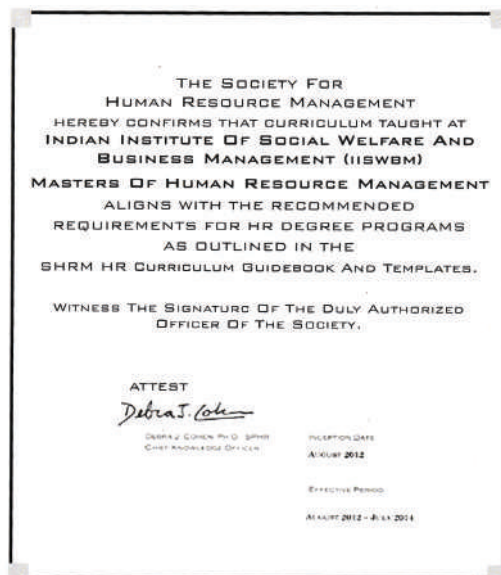 THE SOCIETY FOR
HUMAN RESOURCE MANAGEMENT
HEREBY CONFIRMS THAT CURRICULUM TAUGHT AT
INDIAN INSTITUTE OF SOCIAL WELFARE AND
BUSINESS MANAGEMENT (IISWBM)
MASTERS OF HUMAN RESOURCE MANAGEMENT
ALIGNS WITH THE RECOMMENDED
REQUIREMENTS FOR HR DEGREE PROGRAMS
AS OUTLINED IN THE
SHRM HR CURRICULUM GUIDEBOOK AND TEMPLATES.
WITNESS THE SIGNATURE OF THE DULY AUTHORIZED
OFFICER OF THE SOCIETY.
ATTEST
Debra J. Cohen
DEBRA J COHEN PH D SPHR
CHIEF KNOWLEDGE OFFICER
INCEPTION DATE
AUGUST 2012
EFFECTIVE PERIOD
AUGUST 2012 - JULY 2014